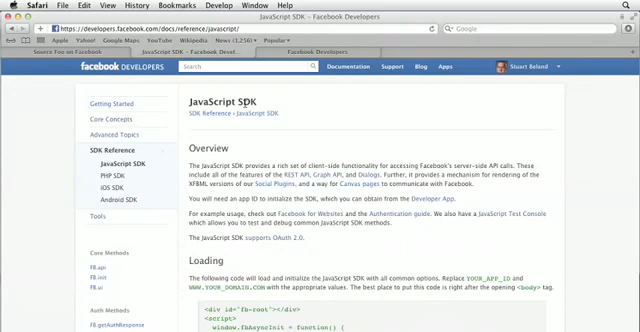 Safari File Edit View History Bookmarks Develop Window Help
JavaScript SDK – Facebook Developers
https://developers.facebook.com/docs/reference/javascript/
Google
Apple Yahoo! Google Maps YouTube Wikipedia News (1,256) Popular
Source Foo on Facebook JavaScript SDK – Facebook Devel... Facebook Developers
facebook DEVELOPERS Search Documentation Support Blog Apps Stuart Beland
Getting Started
Core Concepts
Advanced Topics
SDK Reference
JavaScript SDK
PHP SDK
iOS SDK
Android SDK
Tools
Core Methods
FB.api
FB.init
FB.ui
Auth Methods
FB.getAuthResponse
JavaScript SDK
SDK Reference › JavaScript SDK
Overview
The JavaScript SDK provides a rich set of client-side functionality for accessing Facebook's server-side API calls. These
include all of the features of the REST API, Graph API, and Dialogs. Further, it provides a mechanism for rendering of the
XFBML versions of our Social Plugins, and a way for Canvas pages to communicate with Facebook.
You will need an app ID to initialize the SDK, which you can obtain from the Developer App.
For example usage, check out Facebook for Websites and the Authentication guide. We also have a JavaScript Test Console
which allows you to test and debug common JavaScript SDK methods.
The JavaScript SDK supports OAuth 2.0.
Loading
The following code will load and initialize the JavaScript SDK with all common options. Replace YOUR_APP_ID and
WWW.YOUR_DOMAIN.COM with the appropriate values. The best place to put this code is right after the opening <body> tag.
<div id="fb-root"></div>
<script>
window.fbAsyncInit = function() {